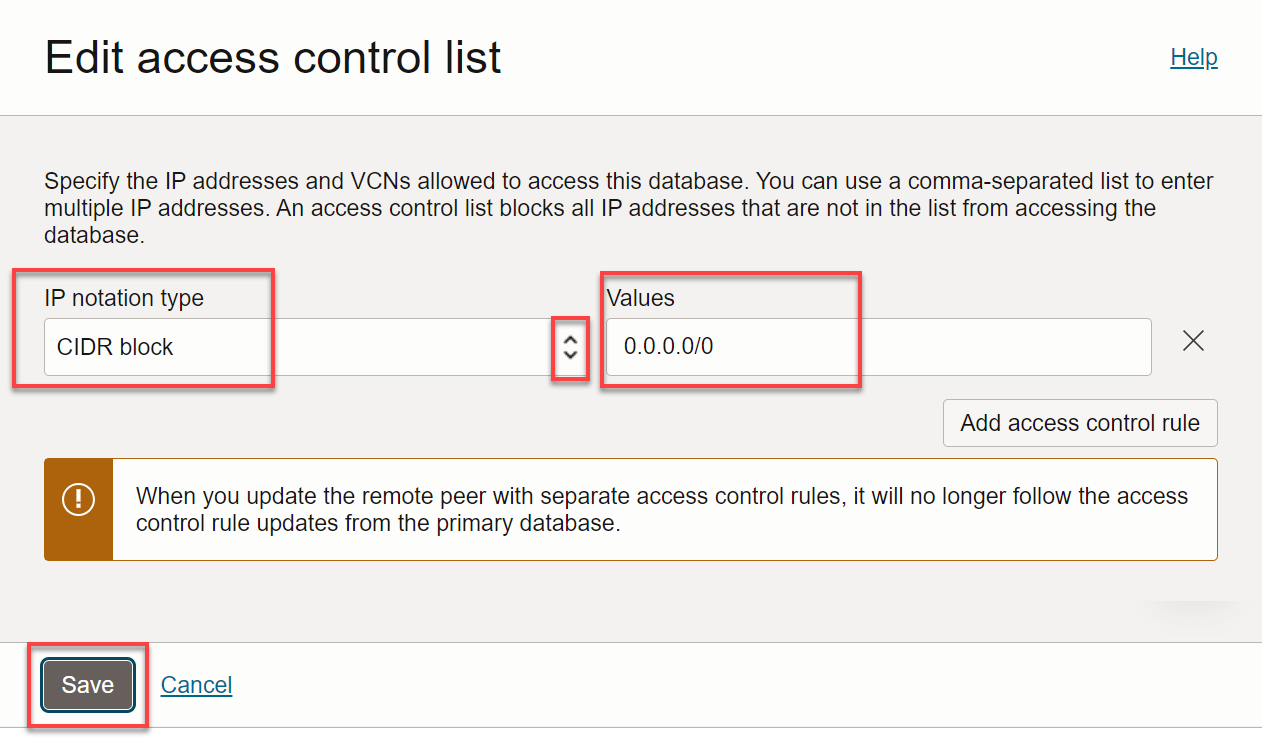 Edit access control list
Help
Specify the IP addresses and VCNs allowed to access this database. You can use a comma-separated list to enter
multiple IP addresses. An access control list blocks all IP addresses that are not in the list from accessing the
database.
IP notation type
Values
CIDR block
0.0.0.0/0
Add access control rule
When you update the remote peer with separate access control rules, it will no longer follow the access
control rule updates from the primary database.
Save
Cancel